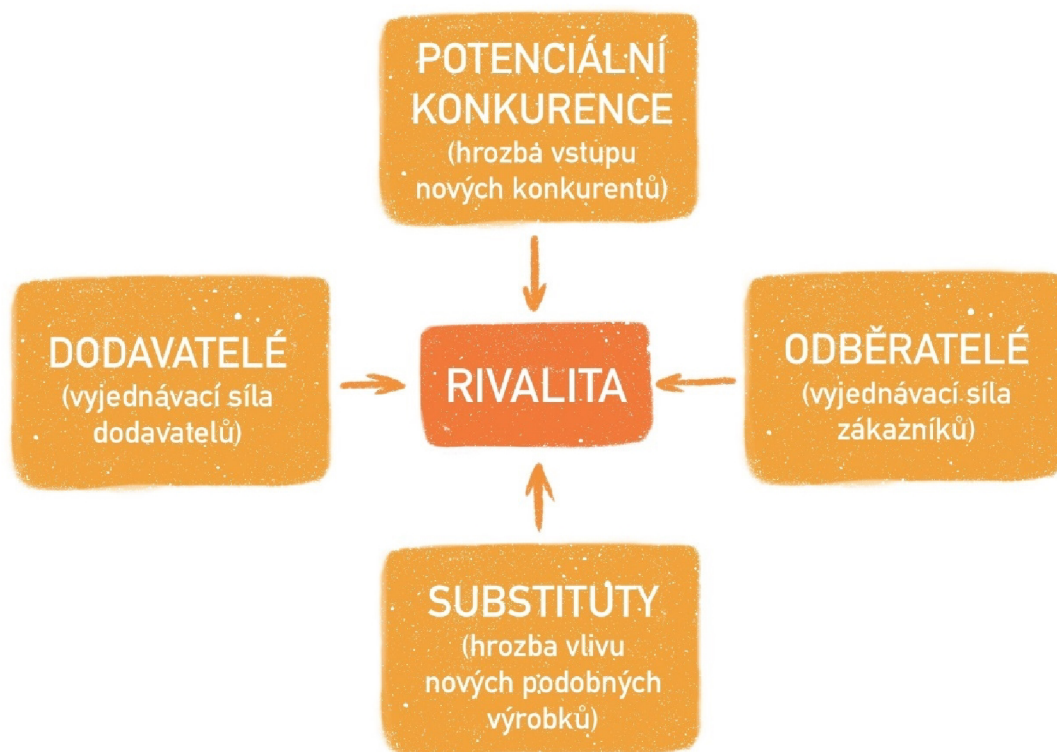 POTENCIÁLNÍ
KONKURENCE
(hrozba vstupu
nových konkurentů)
DODAVATELÉ
(vyjednávací síla
dodavatelů)
RIVALITA
ODBĚRATELÉ
(vyjednávací síla
zákazníků)
SUBSTITUTY
(hrozba vlivu
nových podobných
výrobků)